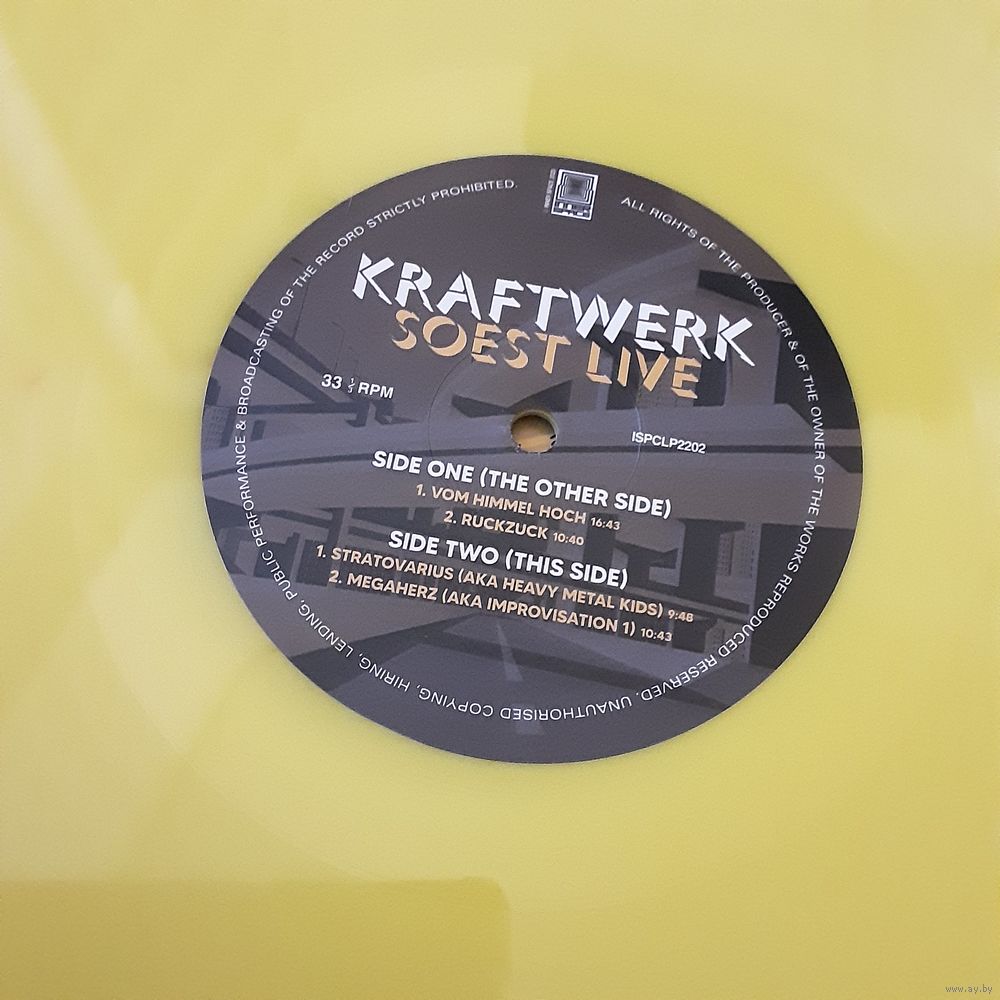 ALL RIGHTS OF THE PRODUCER & OF THE OWNER OF THE WORKS REPRODUCED RESERVED. UNAUTHORISED COPYING, HIRING, LENDING, PUBLIC PERFORMANCE & BROADCASTING OF THE RECORD STRICTLY PROHIBITED.
KRAFTWERK
SOEST LIVE
33 ⅓ RPM
ISPCLP2202
SIDE ONE (THE OTHER SIDE)
1. VOM HIMMEL HOCH 16:43
2. RUCKZUCK 10:40
SIDE TWO (THIS SIDE)
1. STRATOVARIUS (AKA HEAVY METAL KIDS) 9:48
2. MEGAHERZ (AKA IMPROVISATION 1) 10:43
www.ay.by